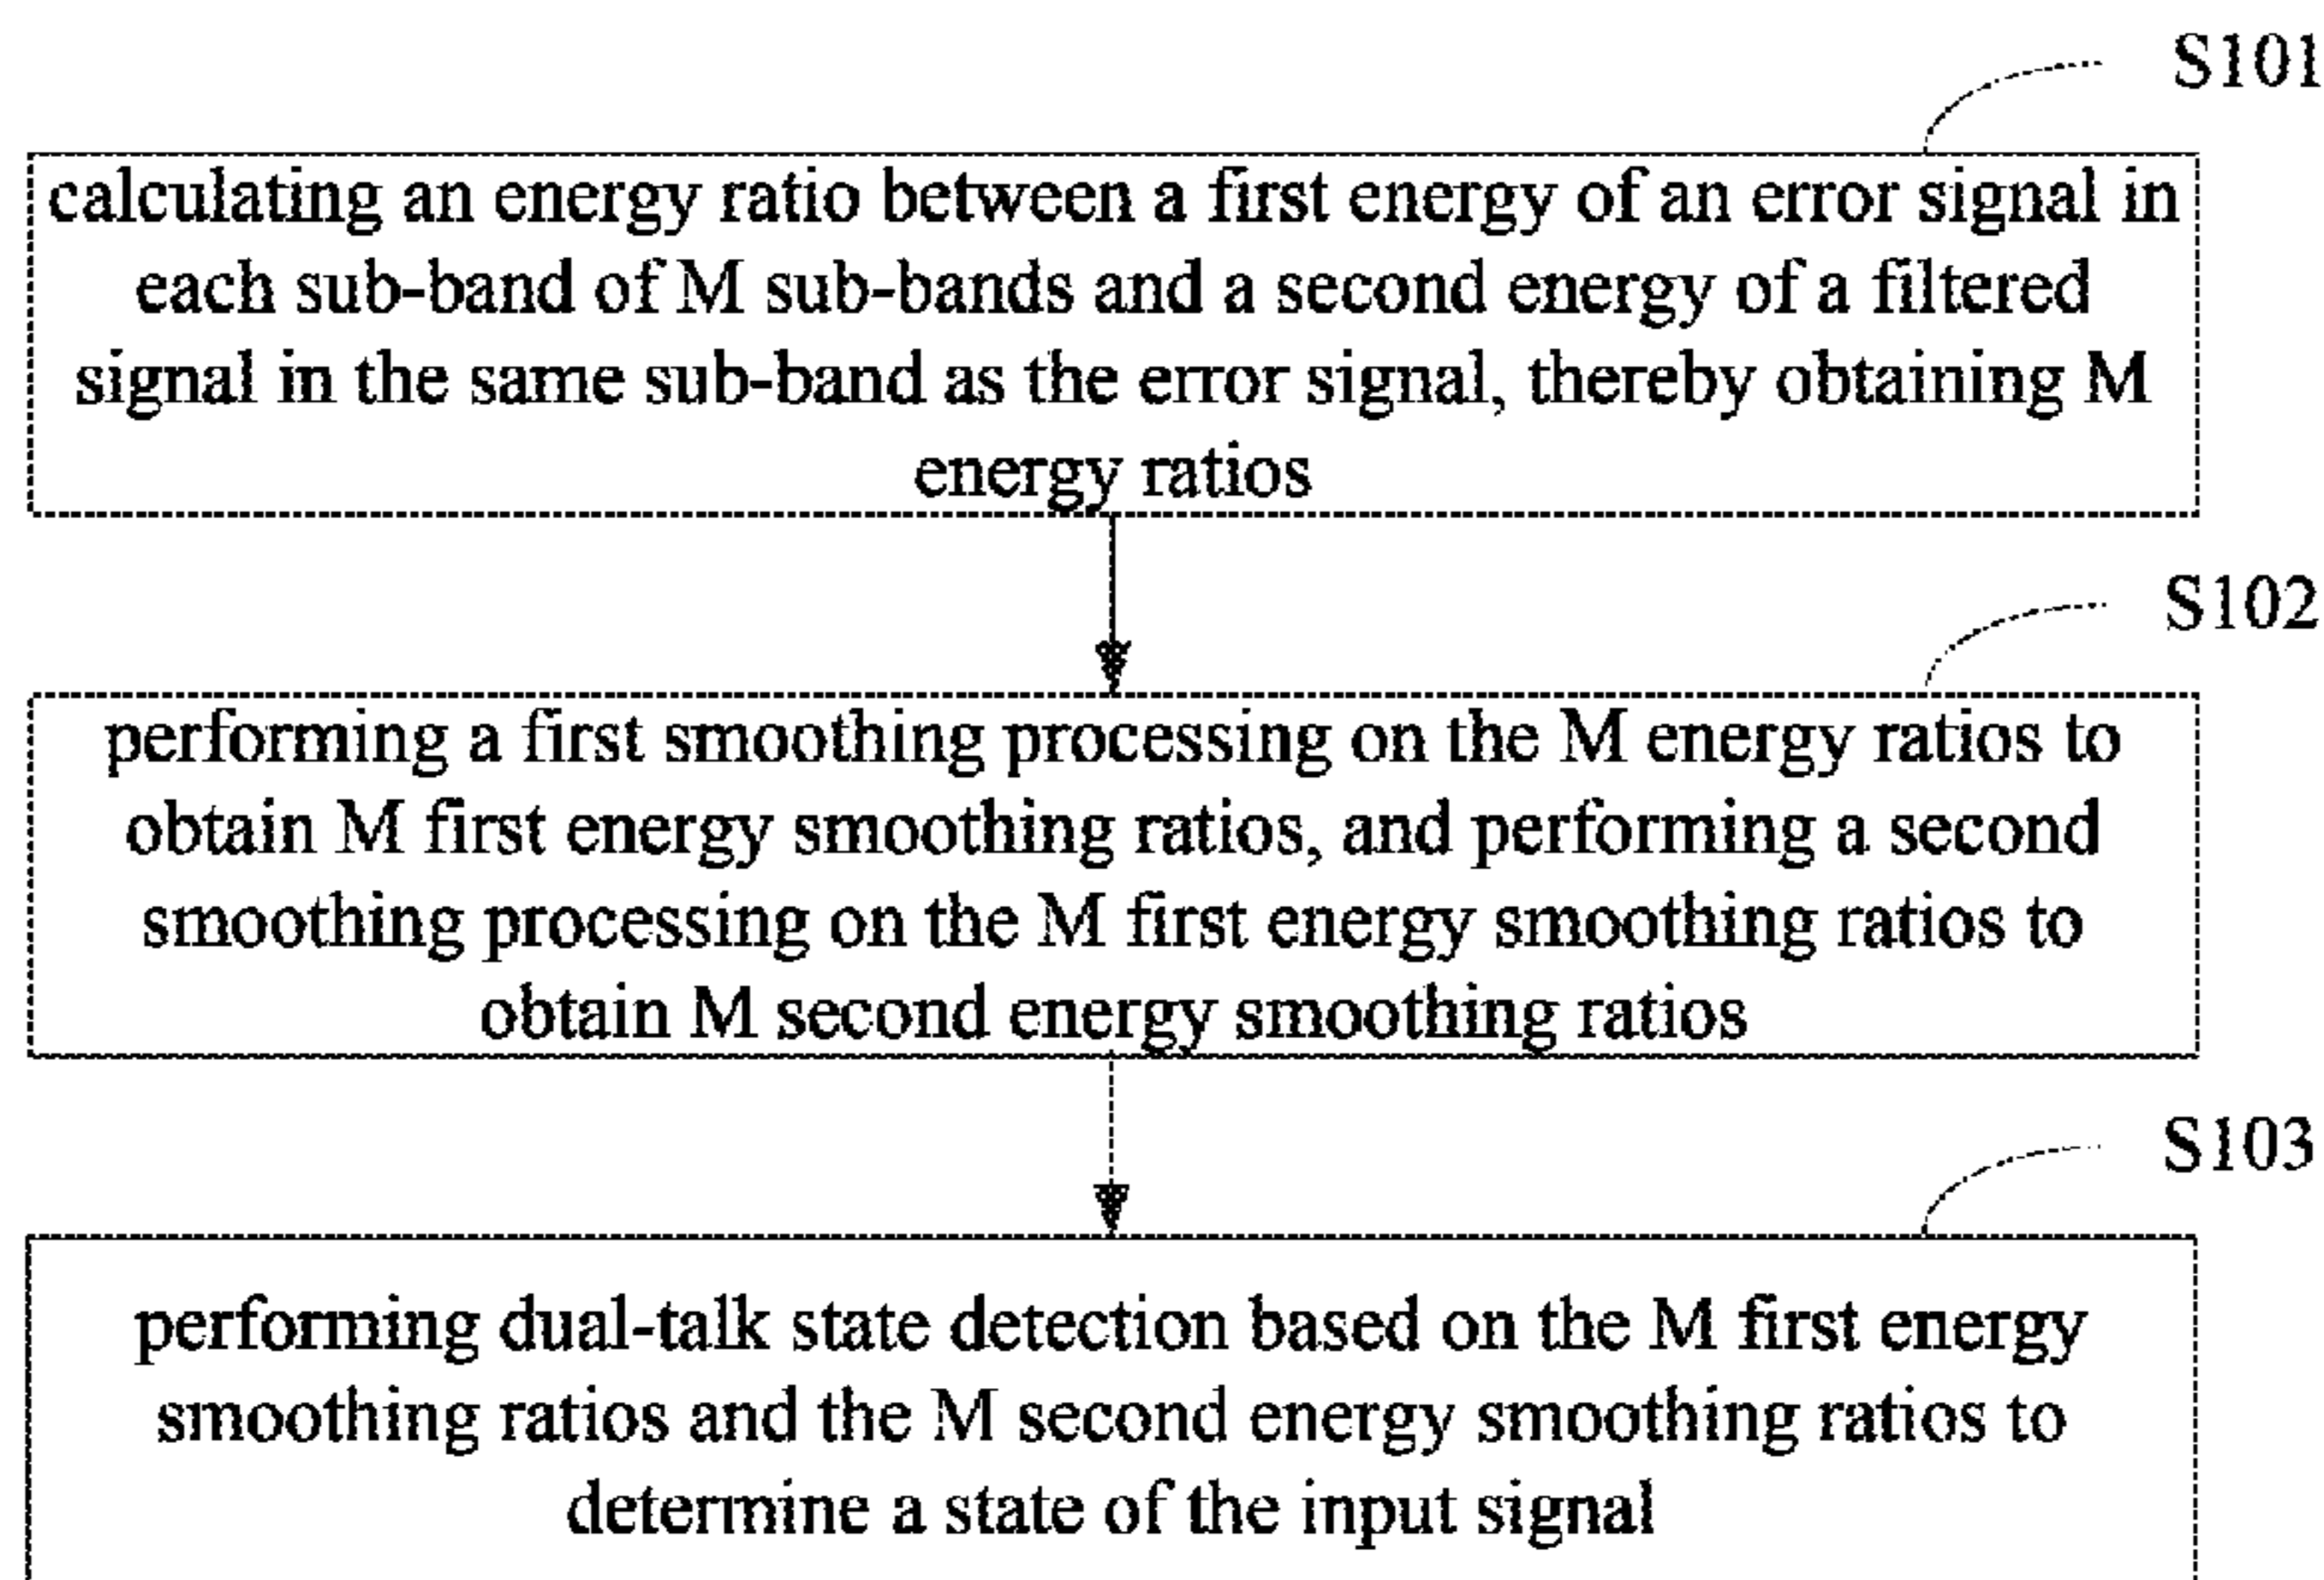 S101
calculating an energy ratio between a first energy of an error signal in
each sub-band of M sub-bands and a second energy of a filtered
signal in the same sub-band as the error signal, thereby obtaining M
energy ratios
S102
performing a first smoothing processing on the M energy ratios to
obtain M first energy smoothing ratios, and performing a second
smoothing processing on the M first energy smoothing ratios to
obtain M second energy smoothing ratios
S103
performing dual-talk state detection based on the M first energy
smoothing ratios and the M second energy smoothing ratios to
determine a state of the input signal